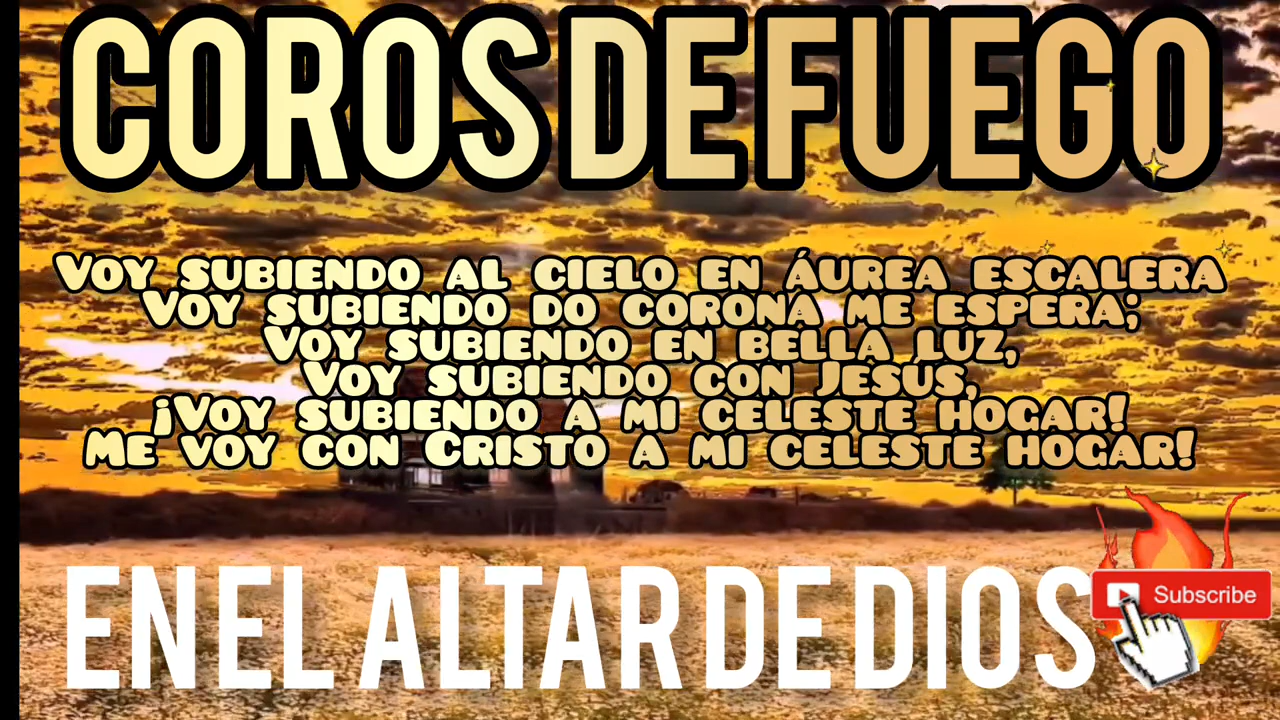 COROS DE FUEGO
Voy subiendo al cielo en áurea escalera
Voy subiendo do corona me espera;
Voy subiendo en bella luz,
Voy subiendo con Jesús,
¡Voy subiendo a mi celeste hogar!
Me voy con Cristo a mi celeste hogar!
EN EL ALTAR DE DIOS
Subscribe